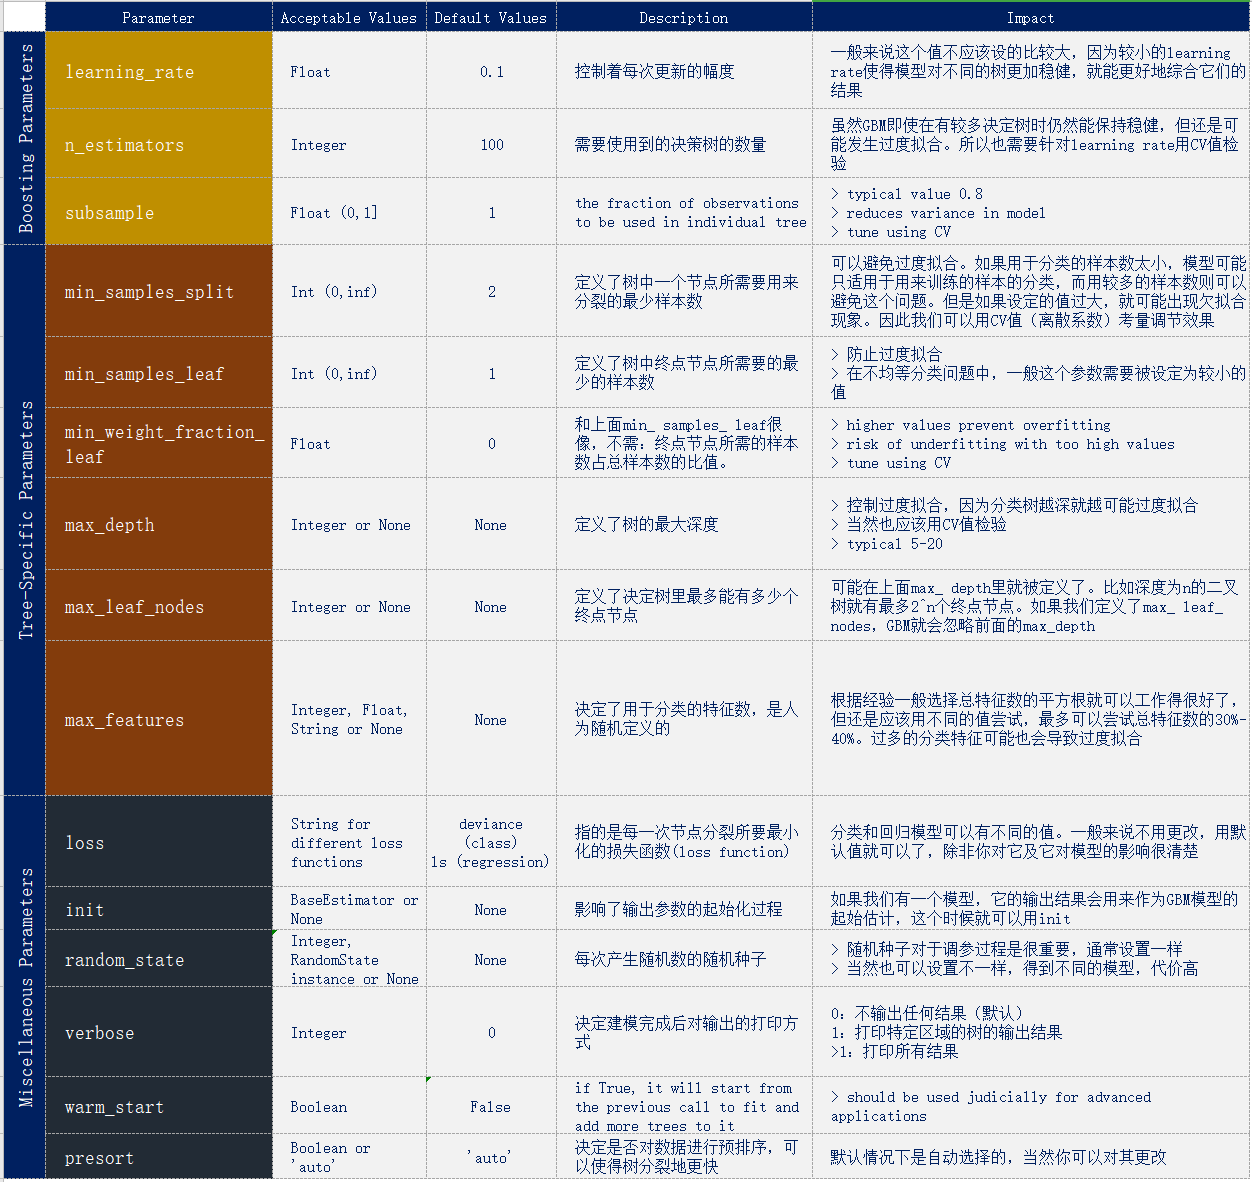 Parameter
Acceptable Values
Default Values
Description
Impact
Boosting Parameters
learning_rate
Float
0.1
控制着每次更新的幅度
一般来说这个值不应该设的比较大，因为较小的learning
rate使得模型对不同的树更加稳健，就能更好地综合它们的
结果
n_estimators
Integer
100
需要使用到的决策树的数量
虽然GBM即使在有较多决定树时仍然能保持稳健，但还是可
能发生过度拟合。所以也需要针对learning rate用CV值检
验
subsample
Float (0,1]
1
the fraction of observations
to be used in individual tree
> typical value 0.8
> reduces variance in model
> tune using CV
Tree-Specific Parameters
min_samples_split
Int (0,inf)
2
定义了树中一个节点所需要用来
分裂的最少样本数
可以避免过度拟合。如果用于分类的样本数太小，模型可能
只适用于用来训练的样本的分类，而用较多的样本数则可以
避免这个问题。但是如果设定的值过大，就可能出现欠拟合
现象。因此我们可以用CV值（离散系数）考量调节效果
min_samples_leaf
Int (0,inf)
1
定义了树中终点节点所需要的最
少的样本数
> 防止过度拟合
> 在不均等分类问题中，一般这个参数需要被设定为较小的
值
min_weight_fraction_
leaf
Float
0
和上面min_ samples_ leaf很
像，不需：终点节点所需的样本
数占总样本数的比值。
> higher values prevent overfitting
> risk of underfitting with too high values
> tune using CV
max_depth
Integer or None
None
定义了树的最大深度
> 控制过度拟合，因为分类树越深就越可能过度拟合
> 当然也应该用CV值检验
> typical 5-20
max_leaf_nodes
Integer or None
None
定义了决定树里最多能有多少个
终点节点
可能在上面max_ depth里就被定义了。比如深度为n的二叉
树就有最多2^n个终点节点。如果我们定义了max_ leaf_
nodes，GBM就会忽略前面的max_depth
max_features
Integer, Float,
String or None
None
决定了用于分类的特征数，是人
为随机定义的
根据经验一般选择总特征数的平方根就可以工作得很好了，
但还是应该用不同的值尝试，最多可以尝试总特征数的30%-
40%。过多的分类特征可能也会导致过度拟合
Miscellaneous Parameters
loss
String for
different loss
functions
deviance
(class)
ls (regression)
指的是每一次节点分裂所要最小
化的损失函数(loss function)
分类和回归模型可以有不同的值。一般来说不用更改，用默
认值就可以了，除非你对它及它对模型的影响很清楚
init
BaseEstimator or
None
None
影响了输出参数的起始化过程
如果我们有一个模型，它的输出结果会用来作为GBM模型的
起始估计，这个时候就可以用init
random_state
Integer,
RandomState
instance or None
None
每次产生随机数的随机种子
> 随机种子对于调参过程是很重要，通常设置一样
> 当然也可以设置不一样，得到不同的模型，代价高
verbose
Integer
0
决定建模完成后对输出的打印方
式
0：不输出任何结果（默认）
1：打印特定区域的树的输出结果
>1：打印所有结果
warm_start
Boolean
False
if True, it will start from
the previous call to fit and
add more trees to it
> should be used judicially for advanced
applications
presort
Boolean or
'auto'
'auto'
决定是否对数据进行预排序，可
以使得树分裂地更快
默认情况下是自动选择的，当然你可以对其更改